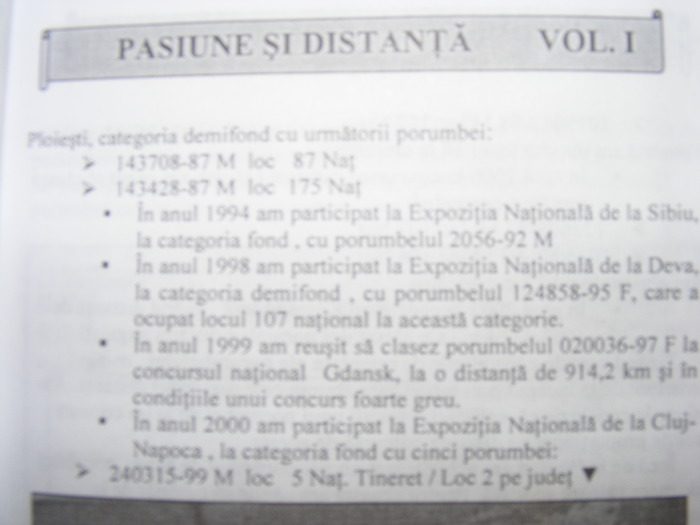 PASIUNE ȘI DISTANȚĂ VOL. I
Ploiești, categoria demifond cu următorii porumbei:
➢ 143708-87 M loc 87 Naț
➢ 143428-87 M loc 175 Naț
• În anul 1994 am participat la Expoziția Națională de la Sibiu,
la categoria fond , cu porumbelul 2056-92 M
• În anul 1998 am participat la Expoziția Națională de la Deva,
la categoria demifond , cu porumbelul 124858-95 F, care a
ocupat locul 107 național la această categorie.
• În anul 1999 am reușit să clasez porumbelul 020036-97 F la
concursul național Gdansk, la o distanță de 914,2 km și în
condițiile unui concurs foarte greu.
• În anul 2000 am participat la Expoziția Națională de la Cluj-
Napoca , la categoria fond cu cinci porumbei:
➢ 240315-99 M loc 5 Naț. Tineret / Loc 2 pe județ ▼